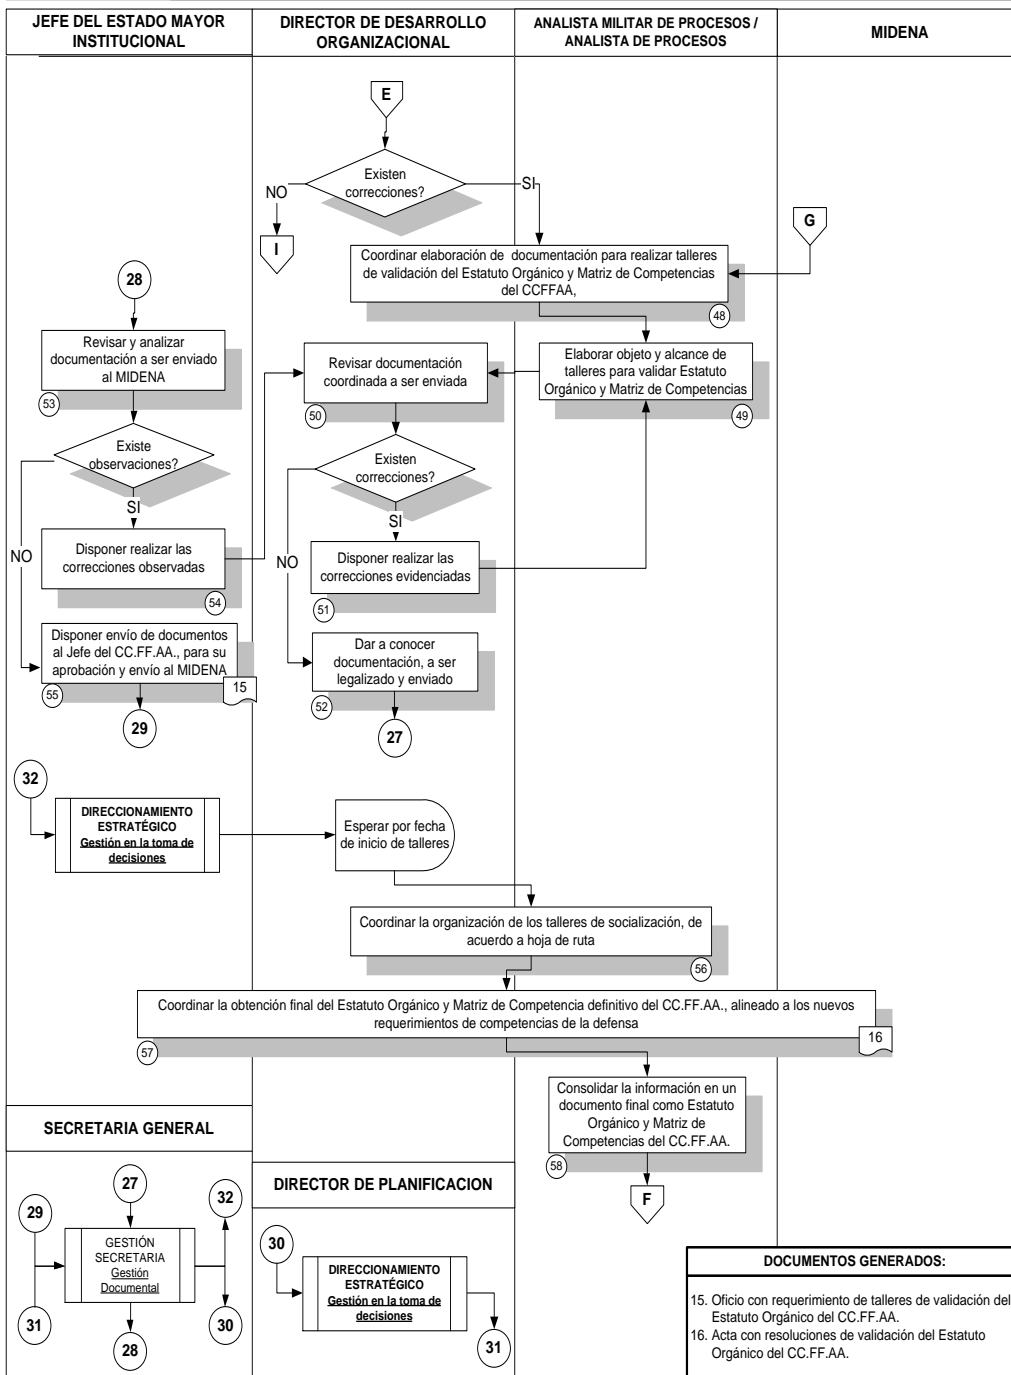 JEFE DEL ESTADO MAYOR
INSTITUCIONAL
DIRECTOR DE DESARROLLO
ORGANIZACIONAL
ANALISTA MILITAR DE PROCESOS /
ANALISTA DE PROCESOS
MIDENA
E
Existen
correcciones?
NO
SI
I
G
Coordinar elaboración de  documentación para realizar talleres
de validación del Estatuto Orgánico y Matriz de Competencias
del CCFFAA,
48
28
Revisar y analizar
documentación a ser enviado
al MIDENA
53
Revisar documentación
coordinada a ser enviada
50
Elaborar objeto y alcance de
talleres para validar Estatuto
Orgánico y Matriz de Competencias
49
Existe
observaciones?
SI
NO
Existen
correcciones?
SI
NO
Disponer realizar las
correcciones observadas
54
Disponer realizar las
correcciones evidenciadas
51
Disponer envío de documentos
al Jefe del CC.FF.AA., para su
aprobación y envío al MIDENA
55
15
29
Dar a conocer
documentación, a ser
legalizado y enviado
52
27
32
DIRECCIONAMIENTO
ESTRATÉGICO
Gestión en la toma de
decisiones
Esperar por fecha
de inicio de talleres
Coordinar la organización de los talleres de socialización, de
acuerdo a hoja de ruta
56
Coordinar la obtención final del Estatuto Orgánico y Matriz de Competencia definitivo del CC.FF.AA., alineado a los nuevos
requerimientos de competencias de la defensa
57
16
Consolidar la información en un
documento final como Estatuto
Orgánico y Matriz de
Competencias del CC.FF.AA.
58
F
SECRETARIA GENERAL
27
29
32
GESTIÓN
SECRETARIA
Gestión
Documental
31
30
28
DIRECTOR DE PLANIFICACION
30
DIRECCIONAMIENTO
ESTRATÉGICO
Gestión en la toma de
decisiones
31
DOCUMENTOS GENERADOS:
15. Oficio con requerimiento de talleres de validación del
Estatuto Orgánico del CC.FF.AA.
16. Acta con resoluciones de validación del Estatuto
Orgánico del CC.FF.AA.